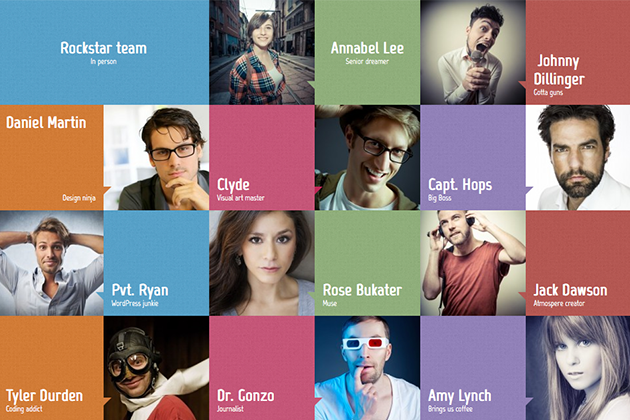 Rockstar team
In person
Annabel Lee
Senior dreamer
Johnny
Dillinger
Gotta guns
Daniel Martin
Design ninja
Clyde
Visual art master
Capt. Hops
Big Boss
Pvt. Ryan
WordPress junkie
Rose Bukater
Muse
Jack Dawson
Atmospere creator
Tyler Durden
Coding addict
Dr. Gonzo
Journalist
Amy Lynch
Brings us coffee